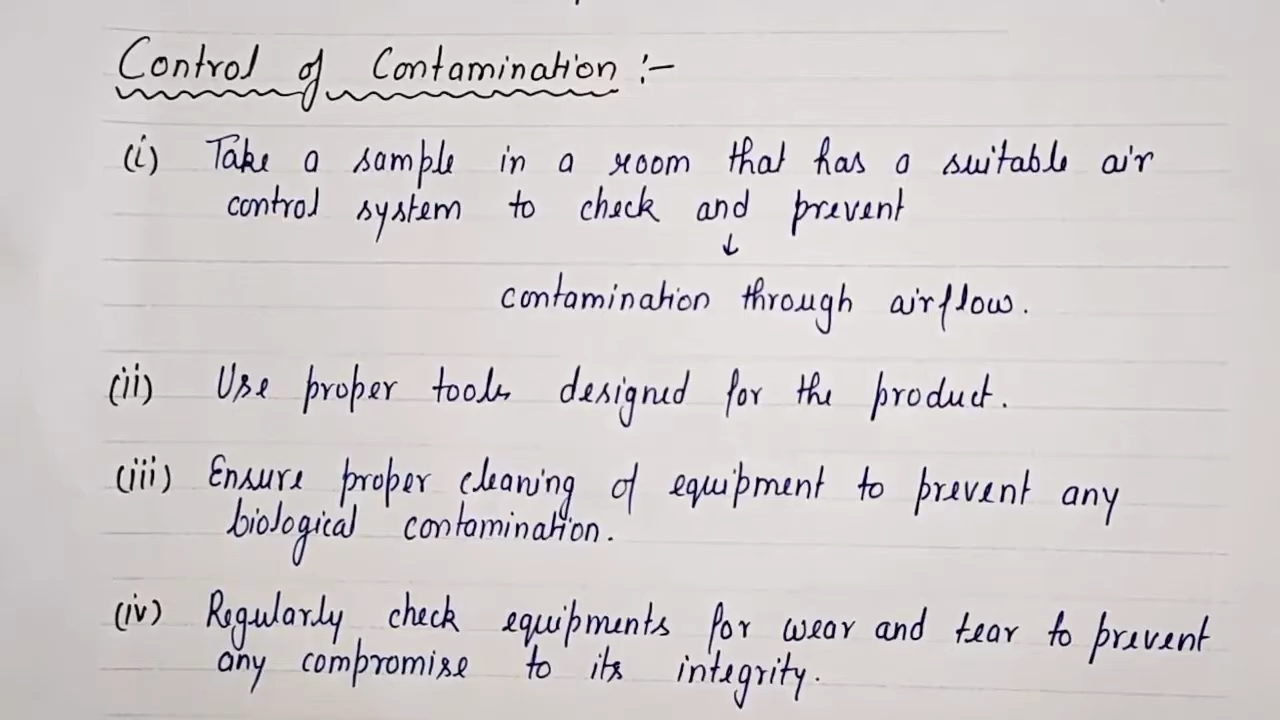 Control of Contamination :-
(i) Take a sample in a room that has a suitable air
control system to check and prevent
↓
contamination through airflow.
(ii) Use proper tools designed for the product.
(iii) Ensure proper cleaning of equipment to prevent any
biological contamination.
(iv) Regularly check equipments for wear and tear to prevent
any compromise to its integrity.